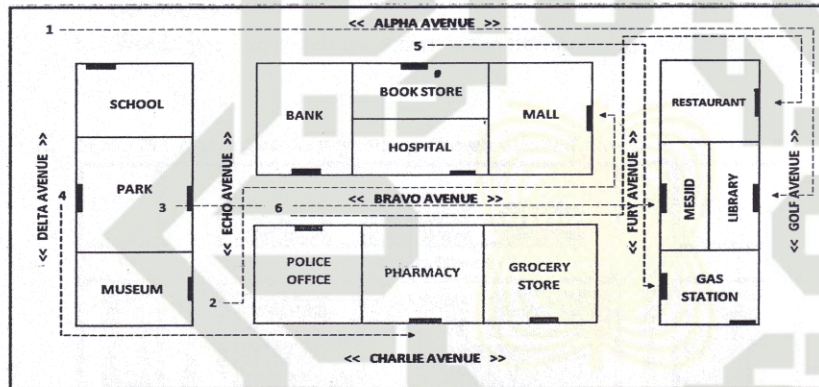 << ALPHA AVENUE >>
1
5
SCHOOL
BANK
BOOK STORE
HOSPITAL
MALL
RESTAURANT
<< DELTA AVENUE >>
4
PARK
3
<< ECHO AVENUE >>
6
<< BRAVO AVENUE >>
<< FURY AVENUE >>
MESJID
LIBRARY
<< GOLF AVENUE >>
MUSEUM
2
POLICE
OFFICE
PHARMACY
GROCERY
STORE
GAS
STATION
<< CHARLIE AVENUE >>